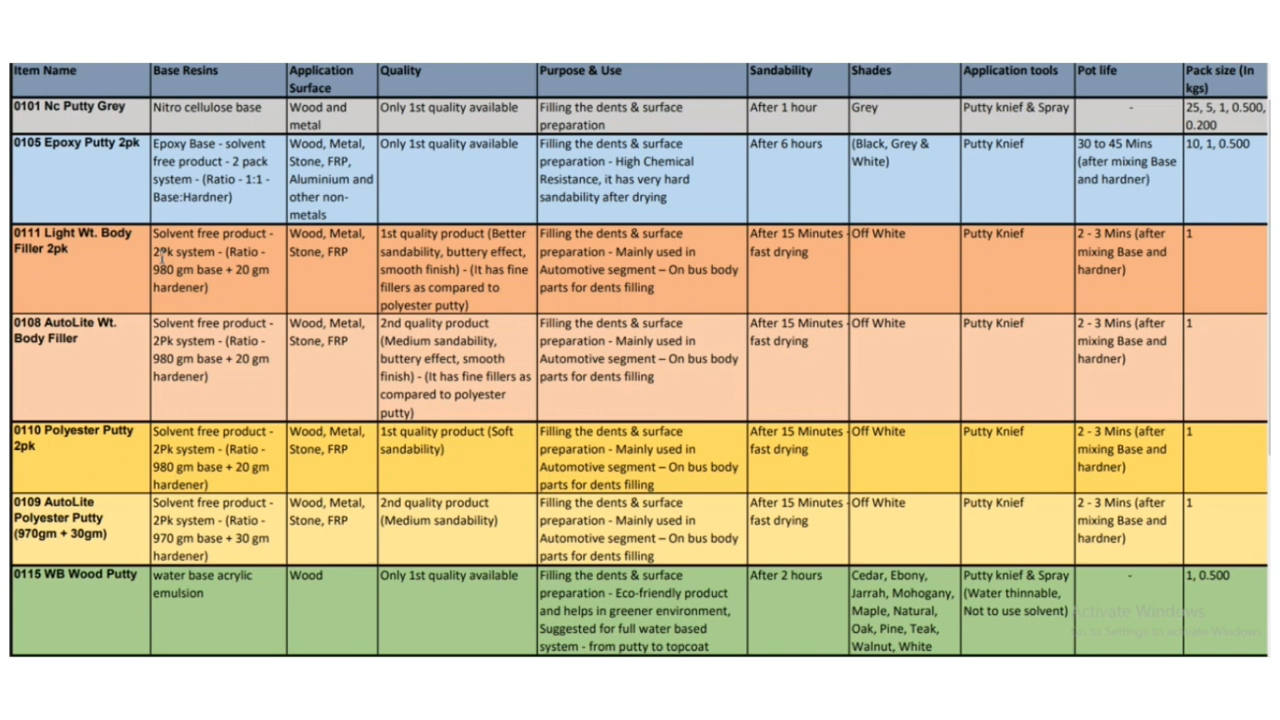 Item Name
Base Resins
Application
Surface
Quality
Purpose & Use
Sandability
Shades
Application tools
Pot life
Pack size (In
kgs)
0101 Nc Putty Grey
Nitro cellulose base
Wood and
metal
Only 1st quality available
Filling the dents & surface
preparation
After 1 hour
Grey
Putty knief & Spray
-
25, 5, 1, 0.500,
0.200
0105 Epoxy Putty 2pk
Epoxy Base - solvent
free product - 2 pack
system - (Ratio - 1:1 -
Base:Hardner)
Wood, Metal,
Stone, FRP,
Aluminium and
other non-
metals
Only 1st quality available
Filling the dents & surface
preparation - High Chemical
Resistance, it has very hard
sandability after drying
After 6 hours
(Black, Grey &
White)
Putty Knief
30 to 45 Mins
(after mixing Base
and hardner)
10, 1, 0.500
0111 Light Wt. Body
Filler 2pk
Solvent free product -
2Pk system - (Ratio -
980 gm base + 20 gm
hardener)
Wood, Metal,
Stone, FRP
1st quality product (Better
sandability, buttery effect,
smooth finish) - (It has fine
fillers as compared to
polyester putty)
Filling the dents & surface
preparation - Mainly used in
Automotive segment – On bus body
parts for dents filling
After 15 Minutes -
fast drying
Off White
Putty Knief
2 - 3 Mins (after
mixing Base and
hardner)
1
0108 AutoLite Wt.
Body Filler
Solvent free product -
2Pk system - (Ratio -
980 gm base + 20 gm
hardener)
Wood, Metal,
Stone, FRP
2nd quality product
(Medium sandability,
buttery effect, smooth
finish) - (It has fine fillers as
compared to polyester
putty)
Filling the dents & surface
preparation - Mainly used in
Automotive segment – On bus body
parts for dents filling
After 15 Minutes -
fast drying
Off White
Putty Knief
2 - 3 Mins (after
mixing Base and
hardner)
1
0110 Polyester Putty
2pk
Solvent free product -
2Pk system - (Ratio -
980 gm base + 20 gm
hardener)
Wood, Metal,
Stone, FRP
1st quality product (Soft
sandability)
Filling the dents & surface
preparation - Mainly used in
Automotive segment – On bus body
parts for dents filling
After 15 Minutes -
fast drying
Off White
Putty Knief
2 - 3 Mins (after
mixing Base and
hardner)
1
0109 AutoLite
Polyester Putty
(970gm + 30gm)
Solvent free product -
2Pk system - (Ratio -
970 gm base + 30 gm
hardener)
Wood, Metal,
Stone, FRP
2nd quality product
(Medium sandability)
Filling the dents & surface
preparation - Mainly used in
Automotive segment – On bus body
parts for dents filling
After 15 Minutes -
fast drying
Off White
Putty Knief
2 - 3 Mins (after
mixing Base and
hardner)
1
0115 WB Wood Putty
water base acrylic
emulsion
Wood
Only 1st quality available
Filling the dents & surface
preparation - Eco-friendly product
and helps in greener environment,
Suggested for full water based
system - from putty to topcoat
After 2 hours
Cedar, Ebony,
Jarrah, Mohogany,
Maple, Natural,
Oak, Pine, Teak,
Walnut, White
Putty knief & Spray
(Water thinnable,
Not to use solvent)
-
1, 0.500
Activate Windows
Go to Settings to activate Windows.